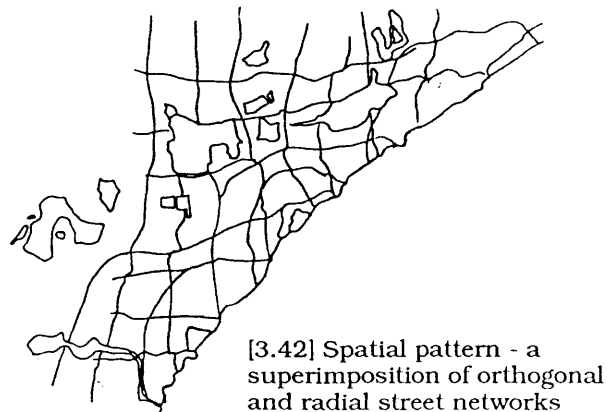 [3.42] Spatial pattern - a
superimposition of orthogonal
and radial street networks